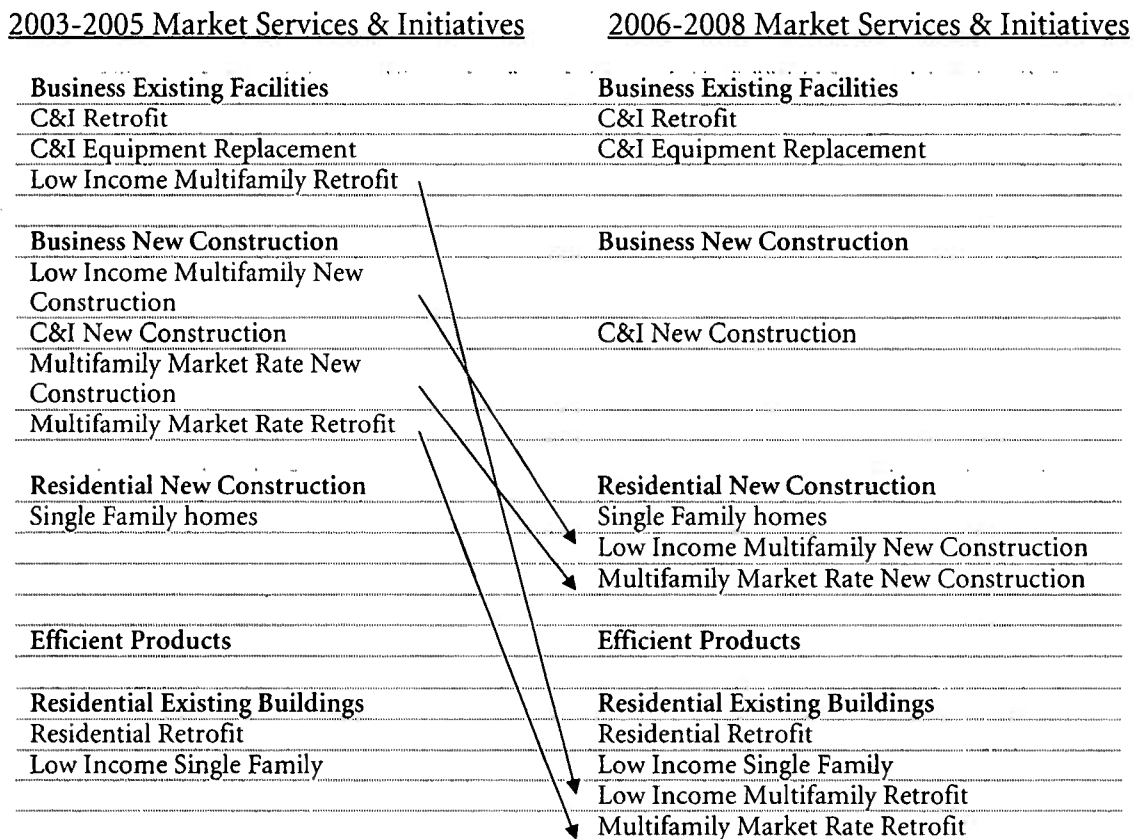 2003-2005 Market Services & Initiatives
Business Existing Facilities
C&I Retrofit
C&I Equipment Replacement
Low Income Multifamily Retrofit
Business New Construction
Low Income Multifamily New
Construction
C&I New Construction
Multifamily Market Rate New
Construction
Multifamily Market Rate Retrofit
Residential New Construction
Single Family homes
Efficient Products
Residential Existing Buildings
Residential Retrofit
Low Income Single Family
2006-2008 Market Services & Initiatives
Business Existing Facilities
C&I Retrofit
C&I Equipment Replacement
Business New Construction
C&I New Construction
Residential New Construction
Single Family homes
Low Income Multifamily New Construction
Multifamily Market Rate New Construction
Efficient Products
Residential Existing Buildings
Residential Retrofit
Low Income Single Family
Low Income Multifamily Retrofit
Multifamily Market Rate Retrofit